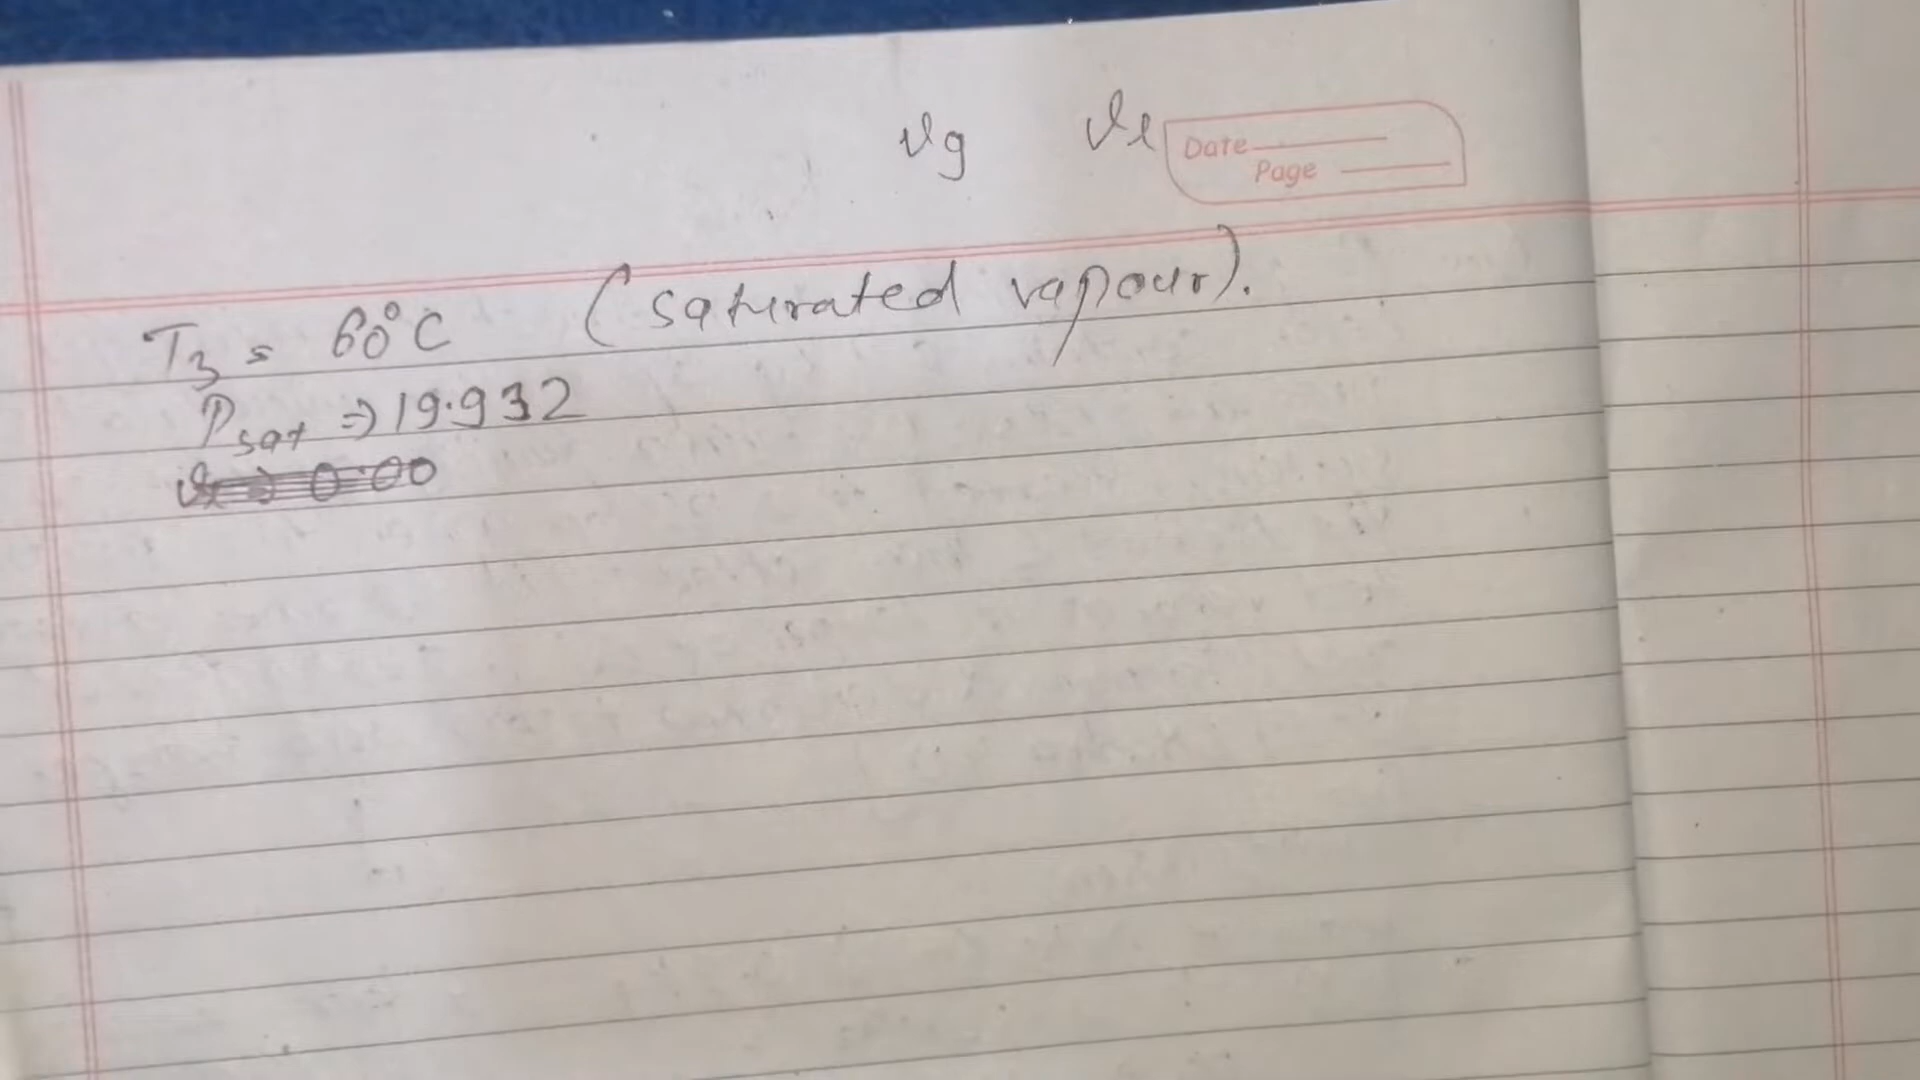 vg vl
Date
Page
T3 = 60°C (saturated vapour).
Psat ⇒ 19.932